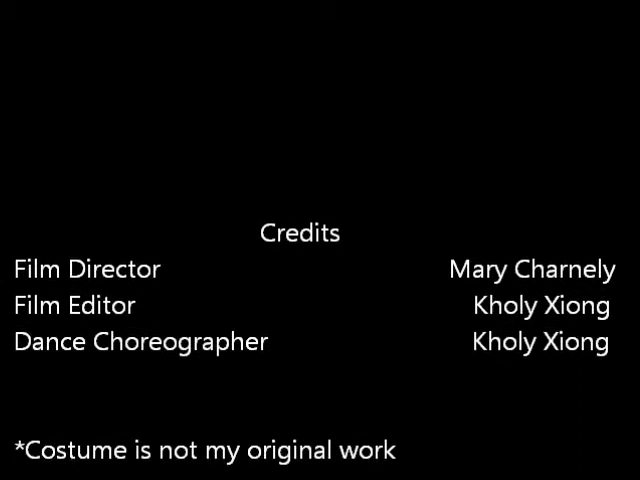 Credits
Film Director Mary Charnely
Film Editor Kholy Xiong
Dance Choreographer Kholy Xiong
*Costume is not my original work